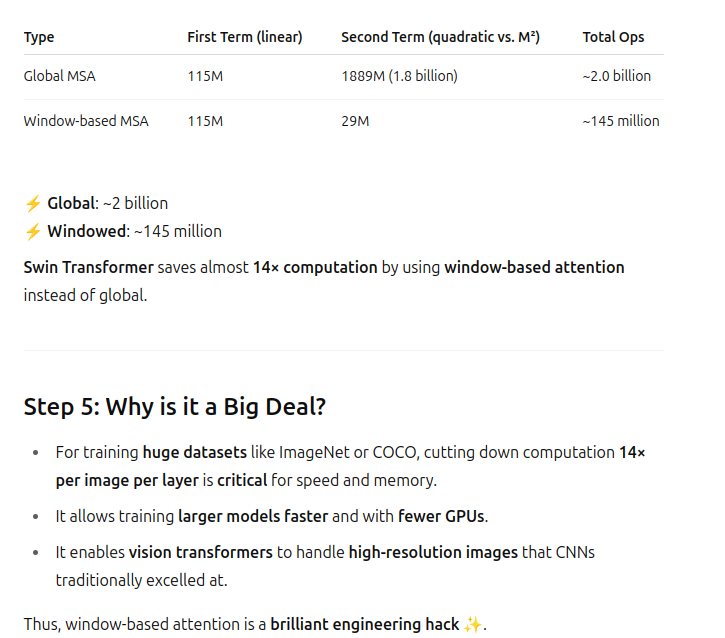 Type First Term (linear) Second Term (quadratic vs. M²) Total Ops
Global MSA 115M 1889M (1.8 billion) ~2.0 billion
Window-based MSA 115M 29M ~145 million
⚡ Global: ~2 billion
⚡ Windowed: ~145 million
Swin Transformer saves almost 14× computation by using window-based attention
instead of global.
Step 5: Why is it a Big Deal?
• For training huge datasets like ImageNet or COCO, cutting down computation 14×
per image per layer is critical for speed and memory.
• It allows training larger models faster and with fewer GPUs.
• It enables vision transformers to handle high-resolution images that CNNs
traditionally excelled at.
Thus, window-based attention is a brilliant engineering hack ✨.